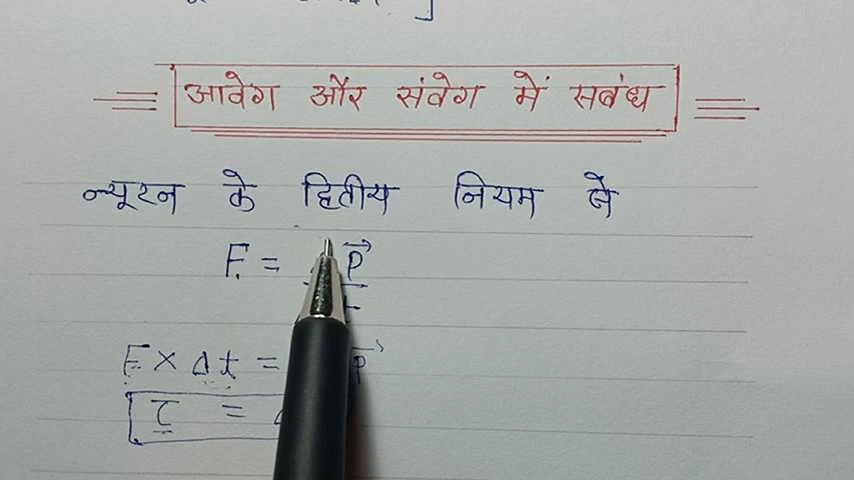 आवेग और संवेग में सबंध
न्यूटन के द्वितीय नियम से
F = P
F × Δt = P
τ =